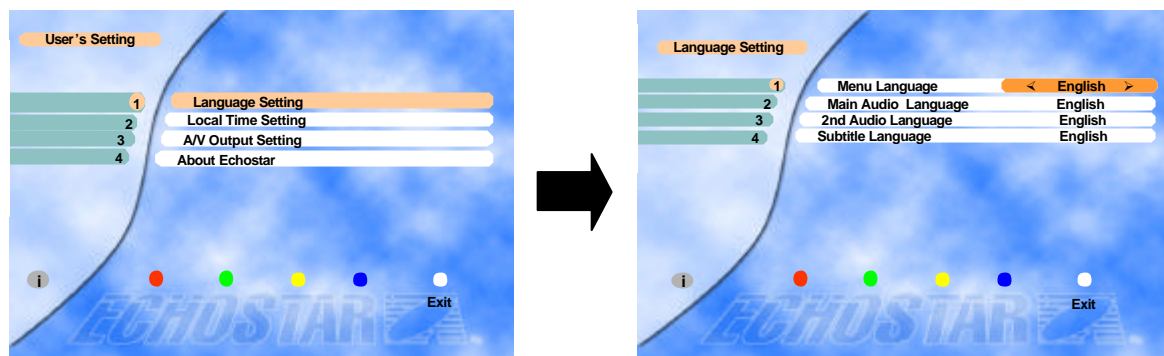 User's Setting
1 Language Setting
2 Local Time Setting
3 A/V Output Setting
4 About Echostar
i
Exit
ECHOSTAR
Language Setting
1 Menu Language English
2 Main Audio Language English
3 2nd Audio Language English
4 Subtitle Language English
i
Exit
ECHOSTAR